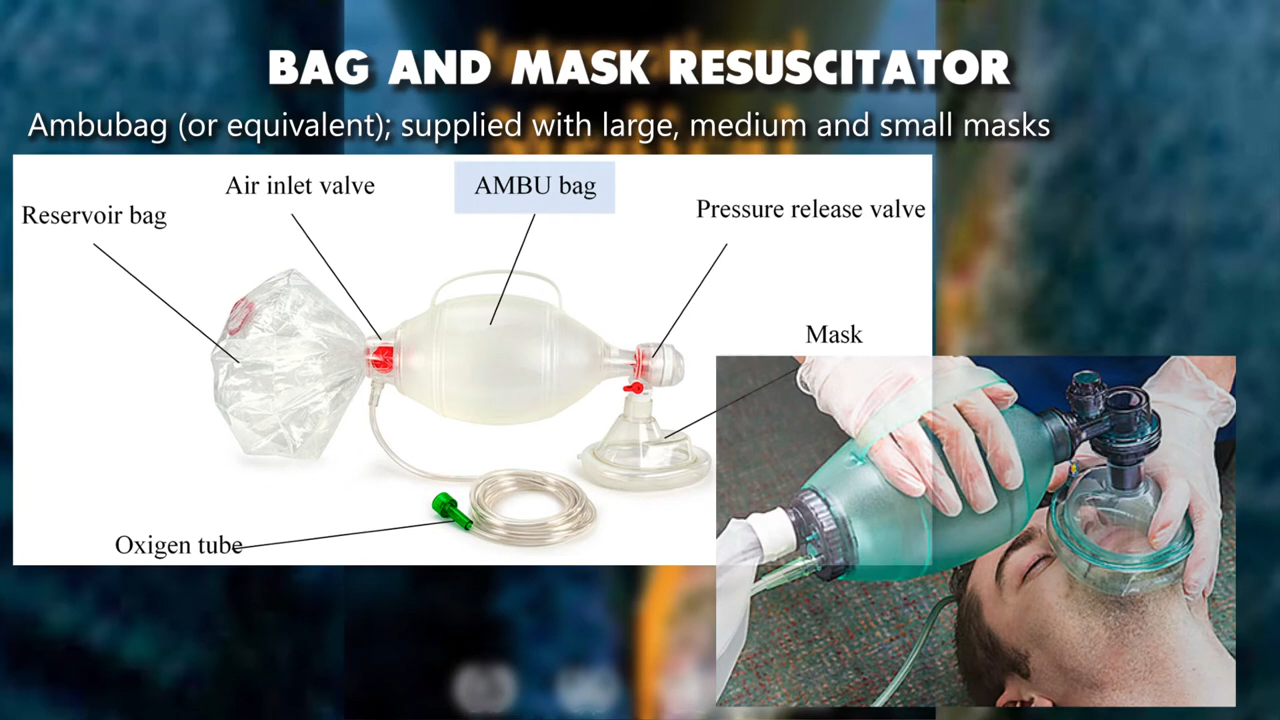 BAG AND MASK RESUSCITATOR
Ambubag (or equivalent); supplied with large, medium and small masks
Air inlet valve
AMBU bag
Reservoir bag
Pressure release valve
Mask
Oxigen tube